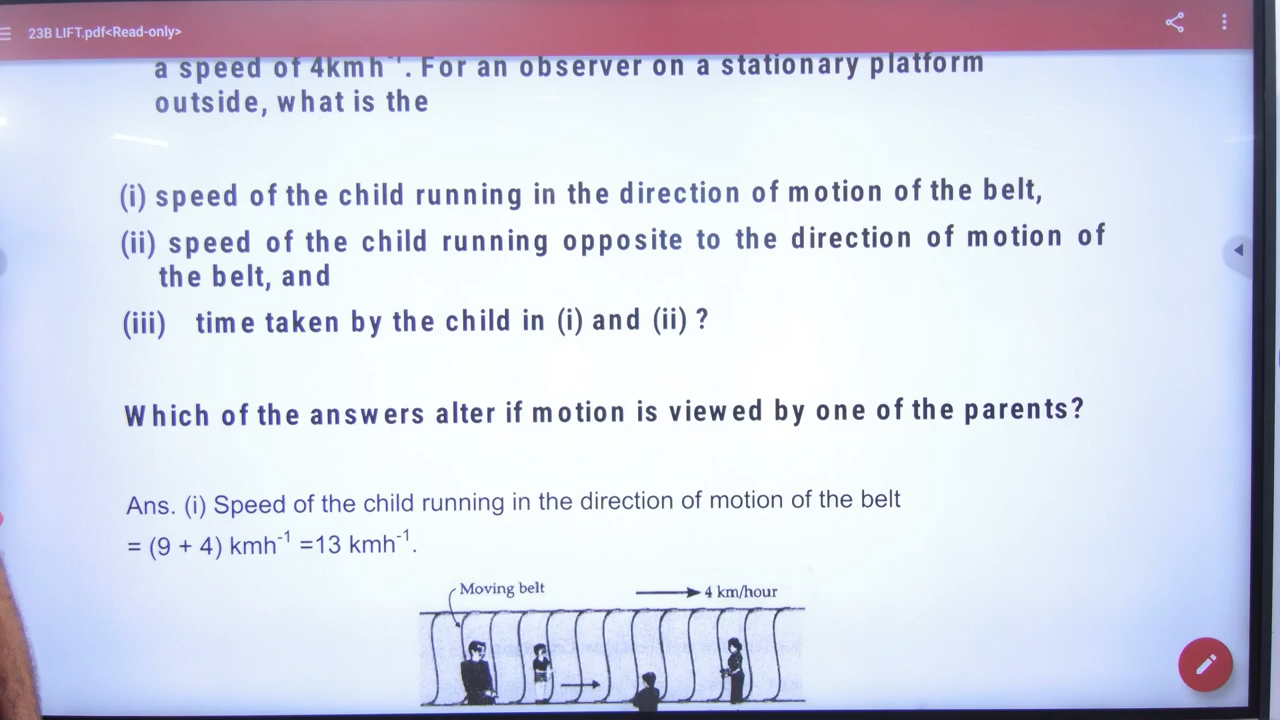 23B LIFT.pdf<Read-only>
a speed of 4kmh⁻¹. For an observer on a stationary platform
outside, what is the
(i) speed of the child running in the direction of motion of the belt,
(ii) speed of the child running opposite to the direction of motion of
the belt, and
(iii) time taken by the child in (i) and (ii) ?
Which of the answers alter if motion is viewed by one of the parents?
Ans. (i) Speed of the child running in the direction of motion of the belt
= (9 + 4) kmh⁻¹ =13 kmh⁻¹.
Moving belt
4 km/hour